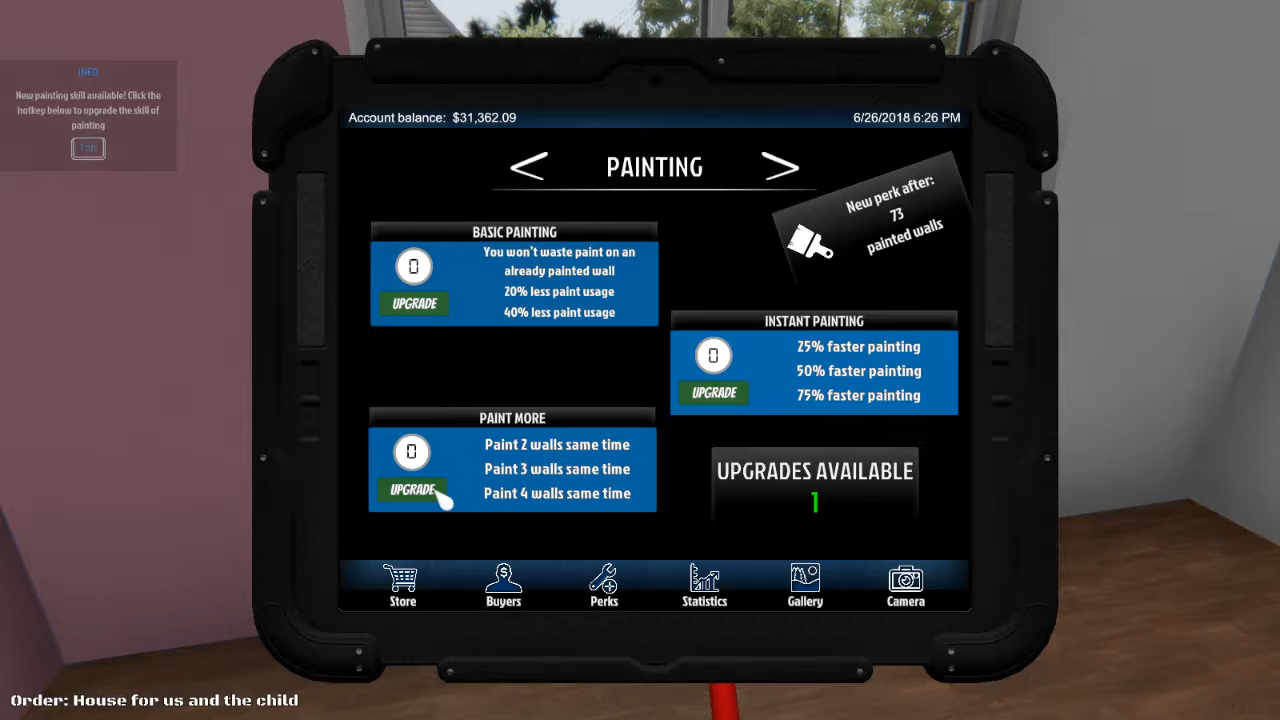 INFO
New painting skill available! Click the
hotkey below to upgrade the skill of
painting
Tab
Account balance: $31,362.09
6/26/2018 6:26 PM
< PAINTING >
New perk after:
73
painted walls
BASIC PAINTING
0
UPGRADE
You won't waste paint on an
already painted wall
20% less paint usage
40% less paint usage
INSTANT PAINTING
0
UPGRADE
25% faster painting
50% faster painting
75% faster painting
PAINT MORE
0
UPGRADE
Paint 2 walls same time
Paint 3 walls same time
Paint 4 walls same time
UPGRADES AVAILABLE
1
Store
Buyers
Perks
Statistics
Gallery
Camera
Order: House for us and the child